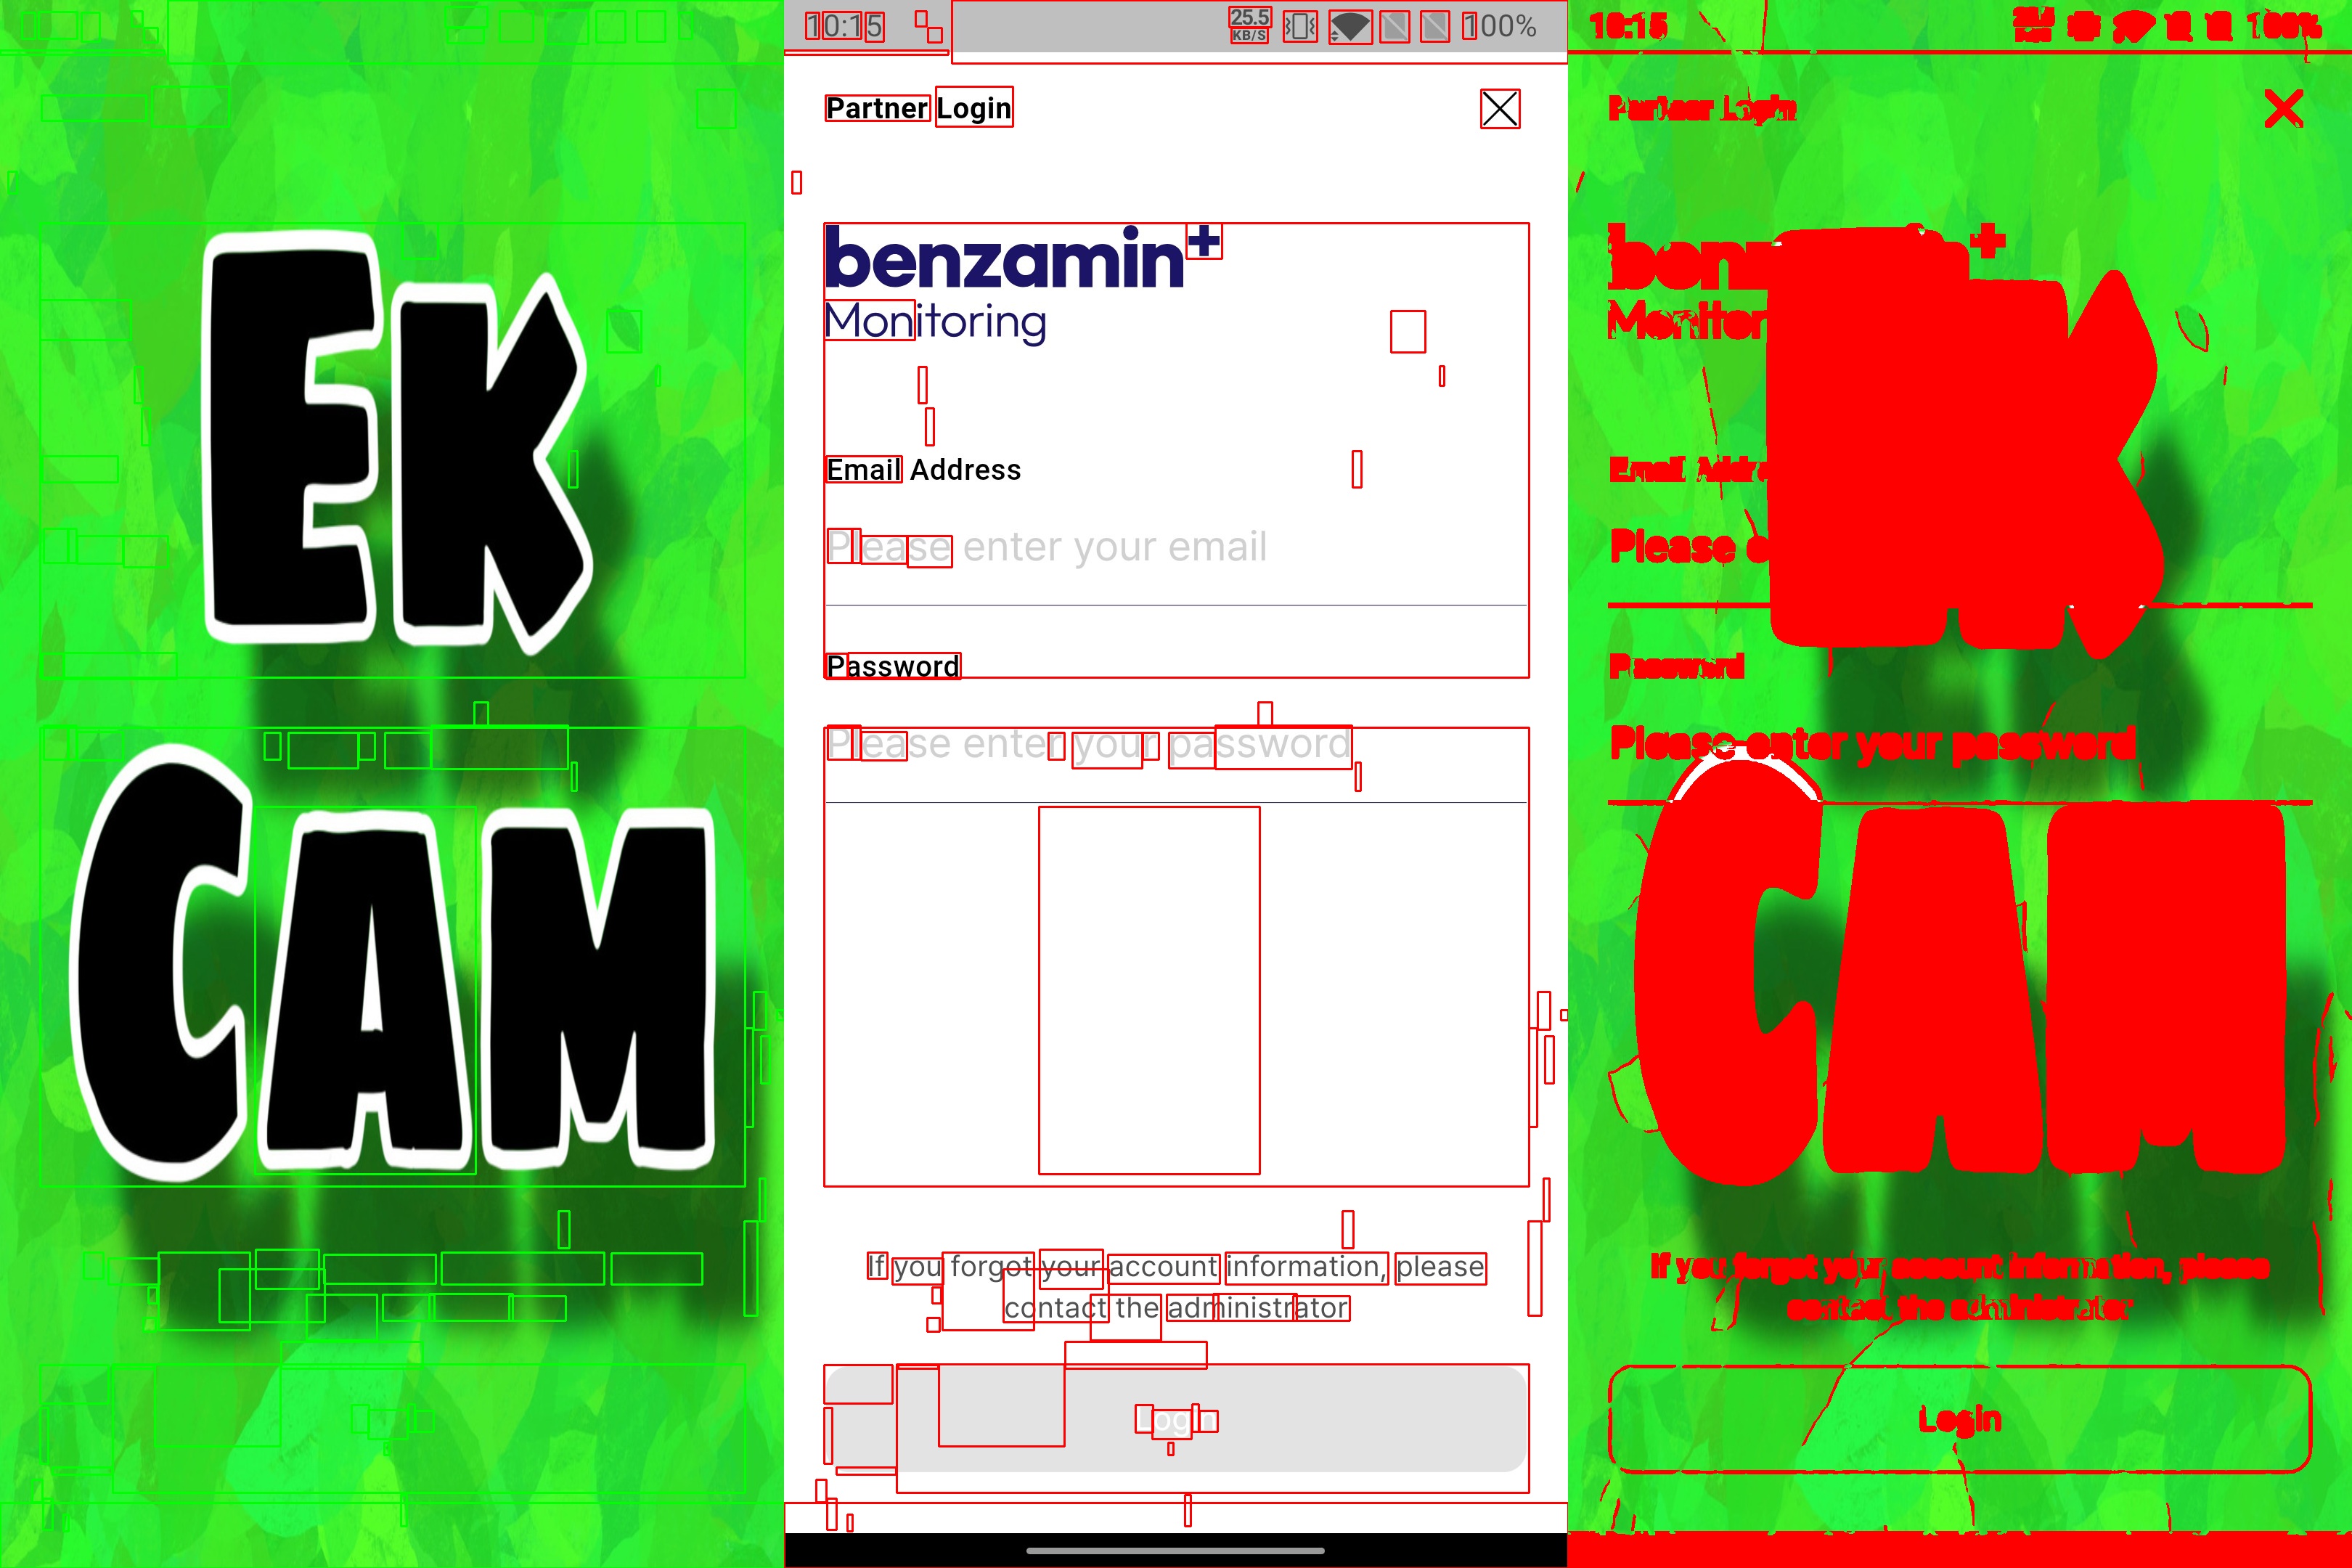 EK
CAM
10:15 25.5 KB/S 100%
Partner Login
benzamin+
Monitoring
Email Address
Please enter your email
Password
Please enter your password
If you forgot your account information, please
contact the administrator
Login
10:15 100%
Partner Login
Monitor
Email Addre
Please e
Password
Please enter your password
CAM
If you forgot your account information, please
contact the administrator
Login